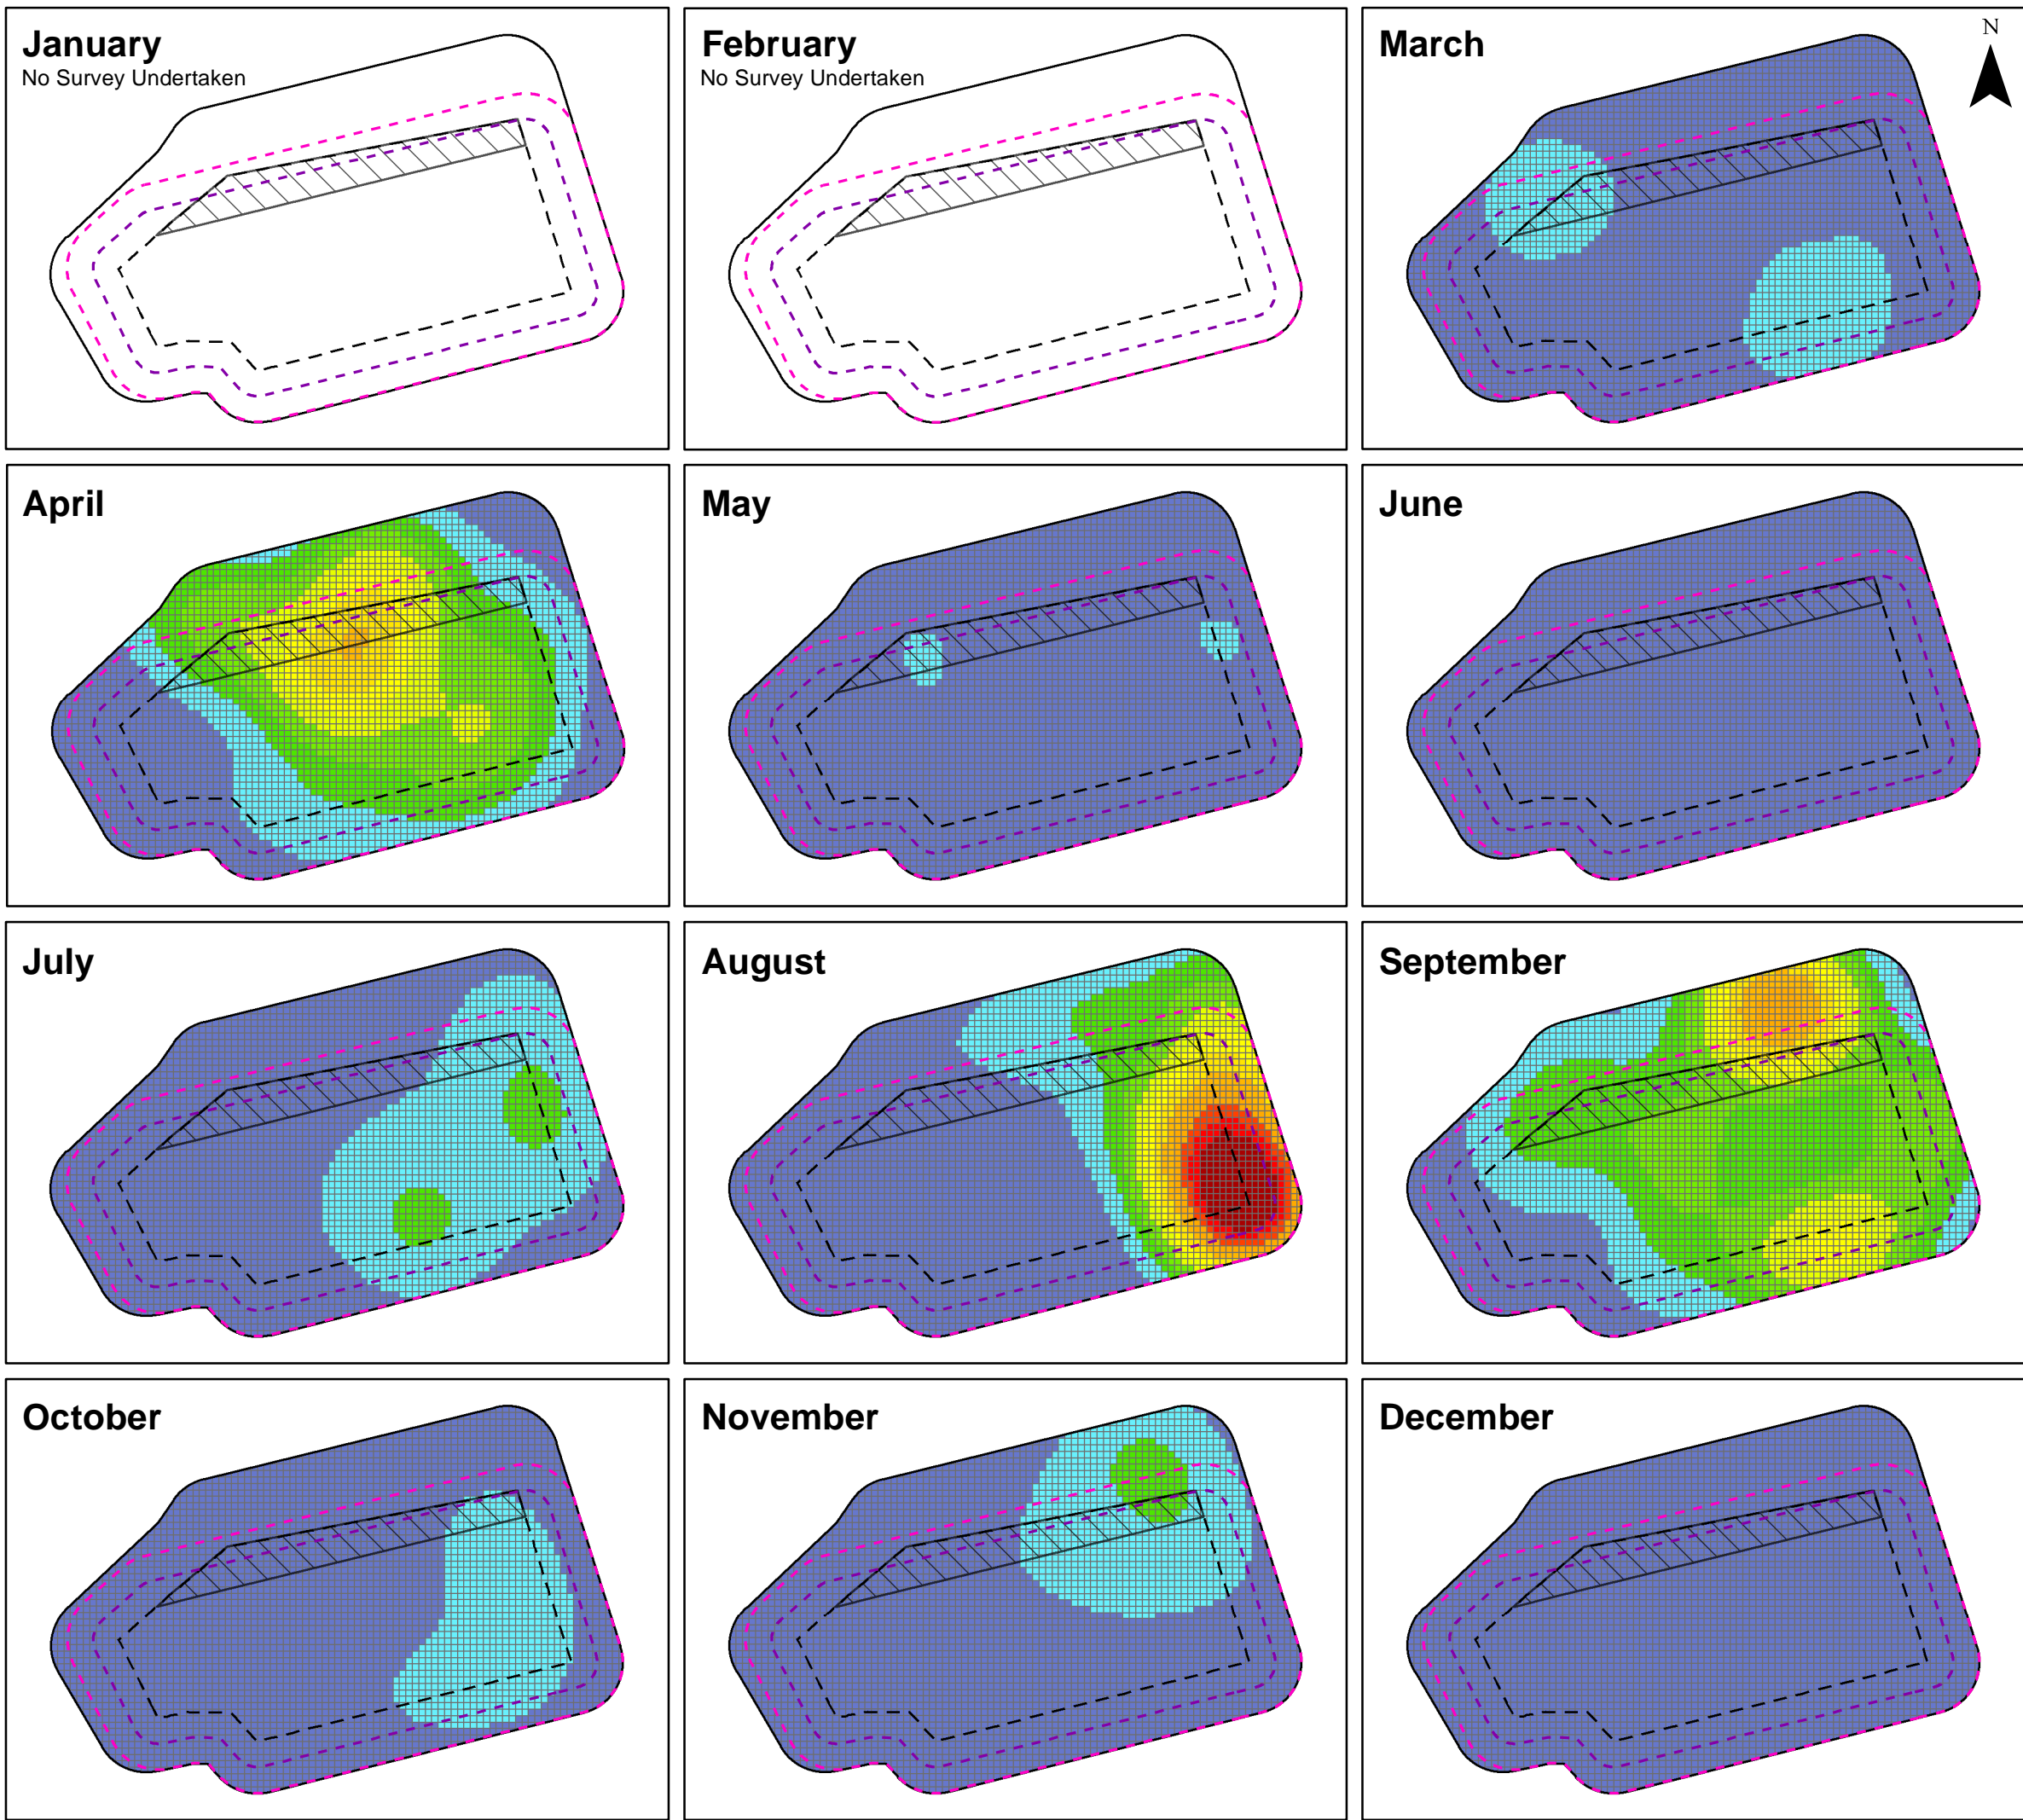 January
No Survey Undertaken
February
No Survey Undertaken
March
N
April
May
June
July
August
September
October
November
December